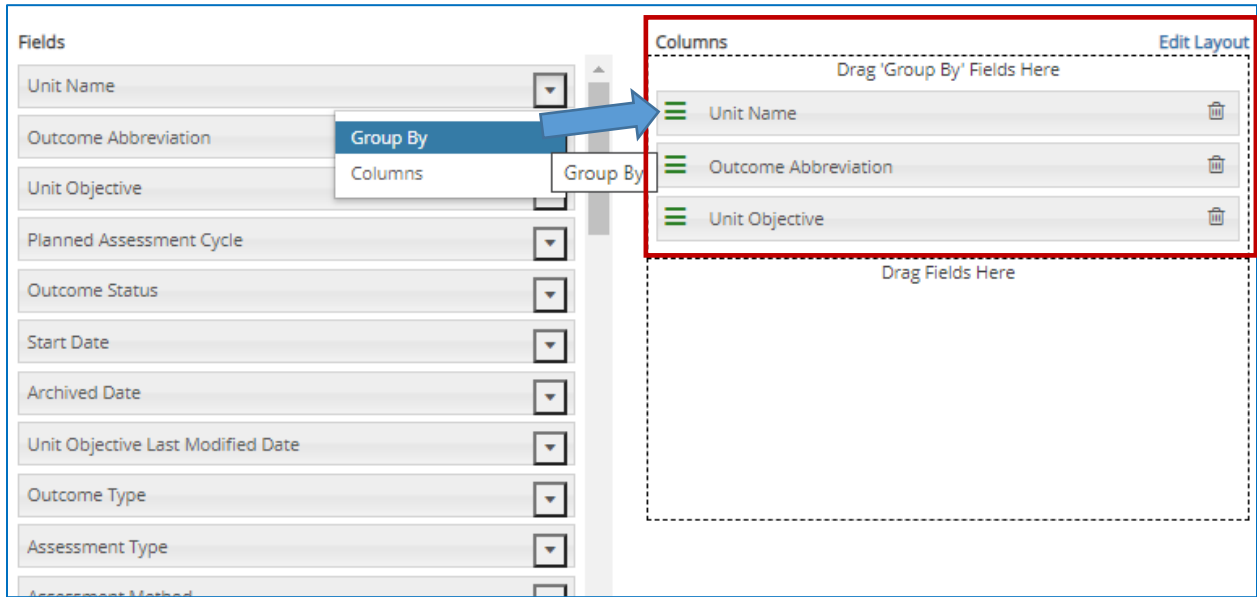 Fields
Unit Name
Outcome Abbreviation
Unit Objective
Planned Assessment Cycle
Outcome Status
Start Date
Archived Date
Unit Objective Last Modified Date
Outcome Type
Assessment Type
Assessment Method
Group By
Columns
Group By
Columns
Edit Layout
Drag 'Group By' Fields Here
Unit Name
Outcome Abbreviation
Unit Objective
Drag Fields Here